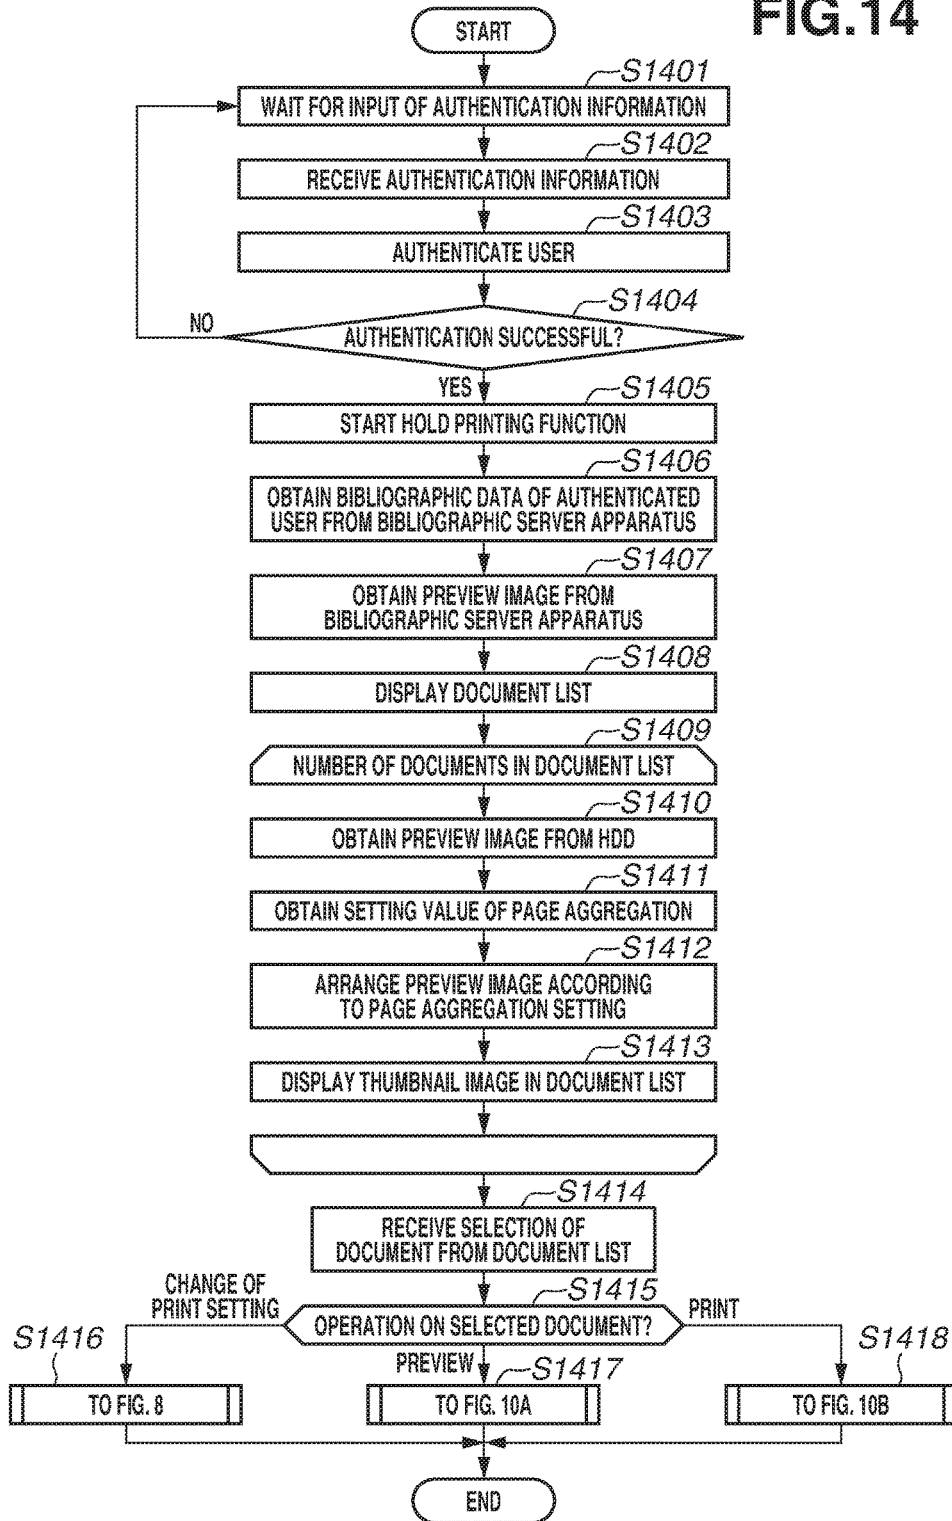 FIG.14
START
S1401
WAIT FOR INPUT OF AUTHENTICATION INFORMATION
S1402
RECEIVE AUTHENTICATION INFORMATION
S1403
AUTHENTICATE USER
S1404
NO
AUTHENTICATION SUCCESSFUL?
YES
S1405
START HOLD PRINTING FUNCTION
S1406
OBTAIN BIBLIOGRAPHIC DATA OF AUTHENTICATED
USER FROM BIBLIOGRAPHIC SERVER APPARATUS
S1407
OBTAIN PREVIEW IMAGE FROM
BIBLIOGRAPHIC SERVER APPARATUS
S1408
DISPLAY DOCUMENT LIST
S1409
NUMBER OF DOCUMENTS IN DOCUMENT LIST
S1410
OBTAIN PREVIEW IMAGE FROM HDD
S1411
OBTAIN SETTING VALUE OF PAGE AGGREGATION
S1412
ARRANGE PREVIEW IMAGE ACCORDING
TO PAGE AGGREGATION SETTING
S1413
DISPLAY THUMBNAIL IMAGE IN DOCUMENT LIST
S1414
RECEIVE SELECTION OF
DOCUMENT FROM DOCUMENT LIST
S1415
CHANGE OF
PRINT SETTING
OPERATION ON SELECTED DOCUMENT?
PRINT
S1416
PREVIEW
S1417
S1418
TO FIG. 8
TO FIG. 10A
TO FIG. 10B
END